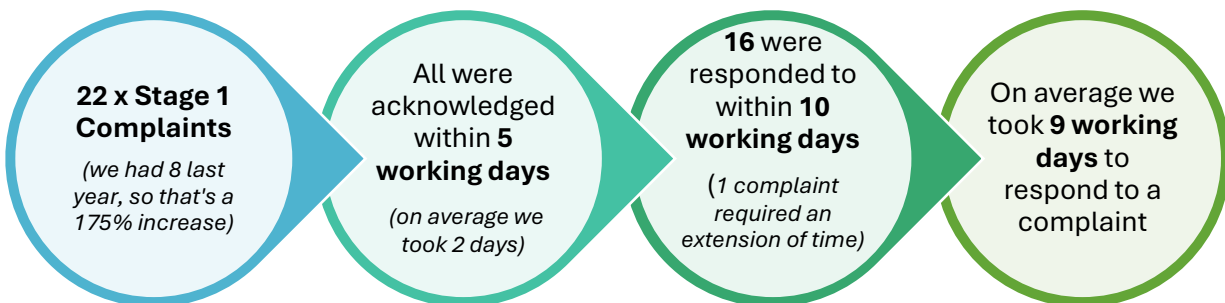 22 x Stage 1
Complaints
(we had 8 last
year, so that's a
175% increase)
All were
acknowledged
within 5
working days
(on average we
took 2 days)
16 were
responded to
within 10
working days
(1 complaint
required an
extension of time)
On average we
took 9 working
days to
respond to a
complaint